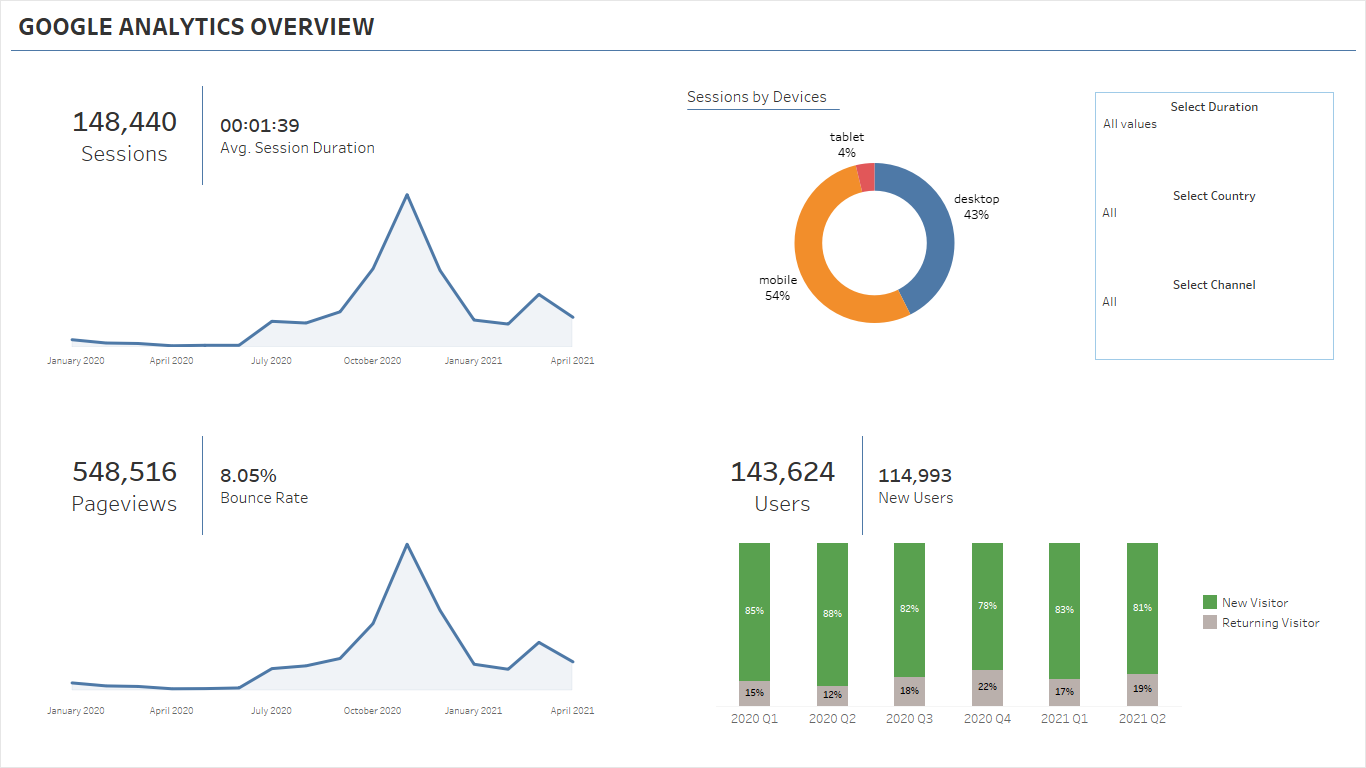 GOOGLE ANALYTICS OVERVIEW
148,440
Sessions
00:01:39
Avg. Session Duration
January 2020
April 2020
July 2020
October 2020
January 2021
April 2021
Sessions by Devices
tablet
4%
desktop
43%
mobile
54%
Select Duration
All values
Select Country
All
Select Channel
All
548,516
Pageviews
8.05%
Bounce Rate
January 2020
April 2020
July 2020
October 2020
January 2021
April 2021
143,624
Users
114,993
New Users
85%
88%
82%
78%
83%
81%
15%
12%
18%
22%
17%
19%
2020 Q1
2020 Q2
2020 Q3
2020 Q4
2021 Q1
2021 Q2
New Visitor
Returning Visitor